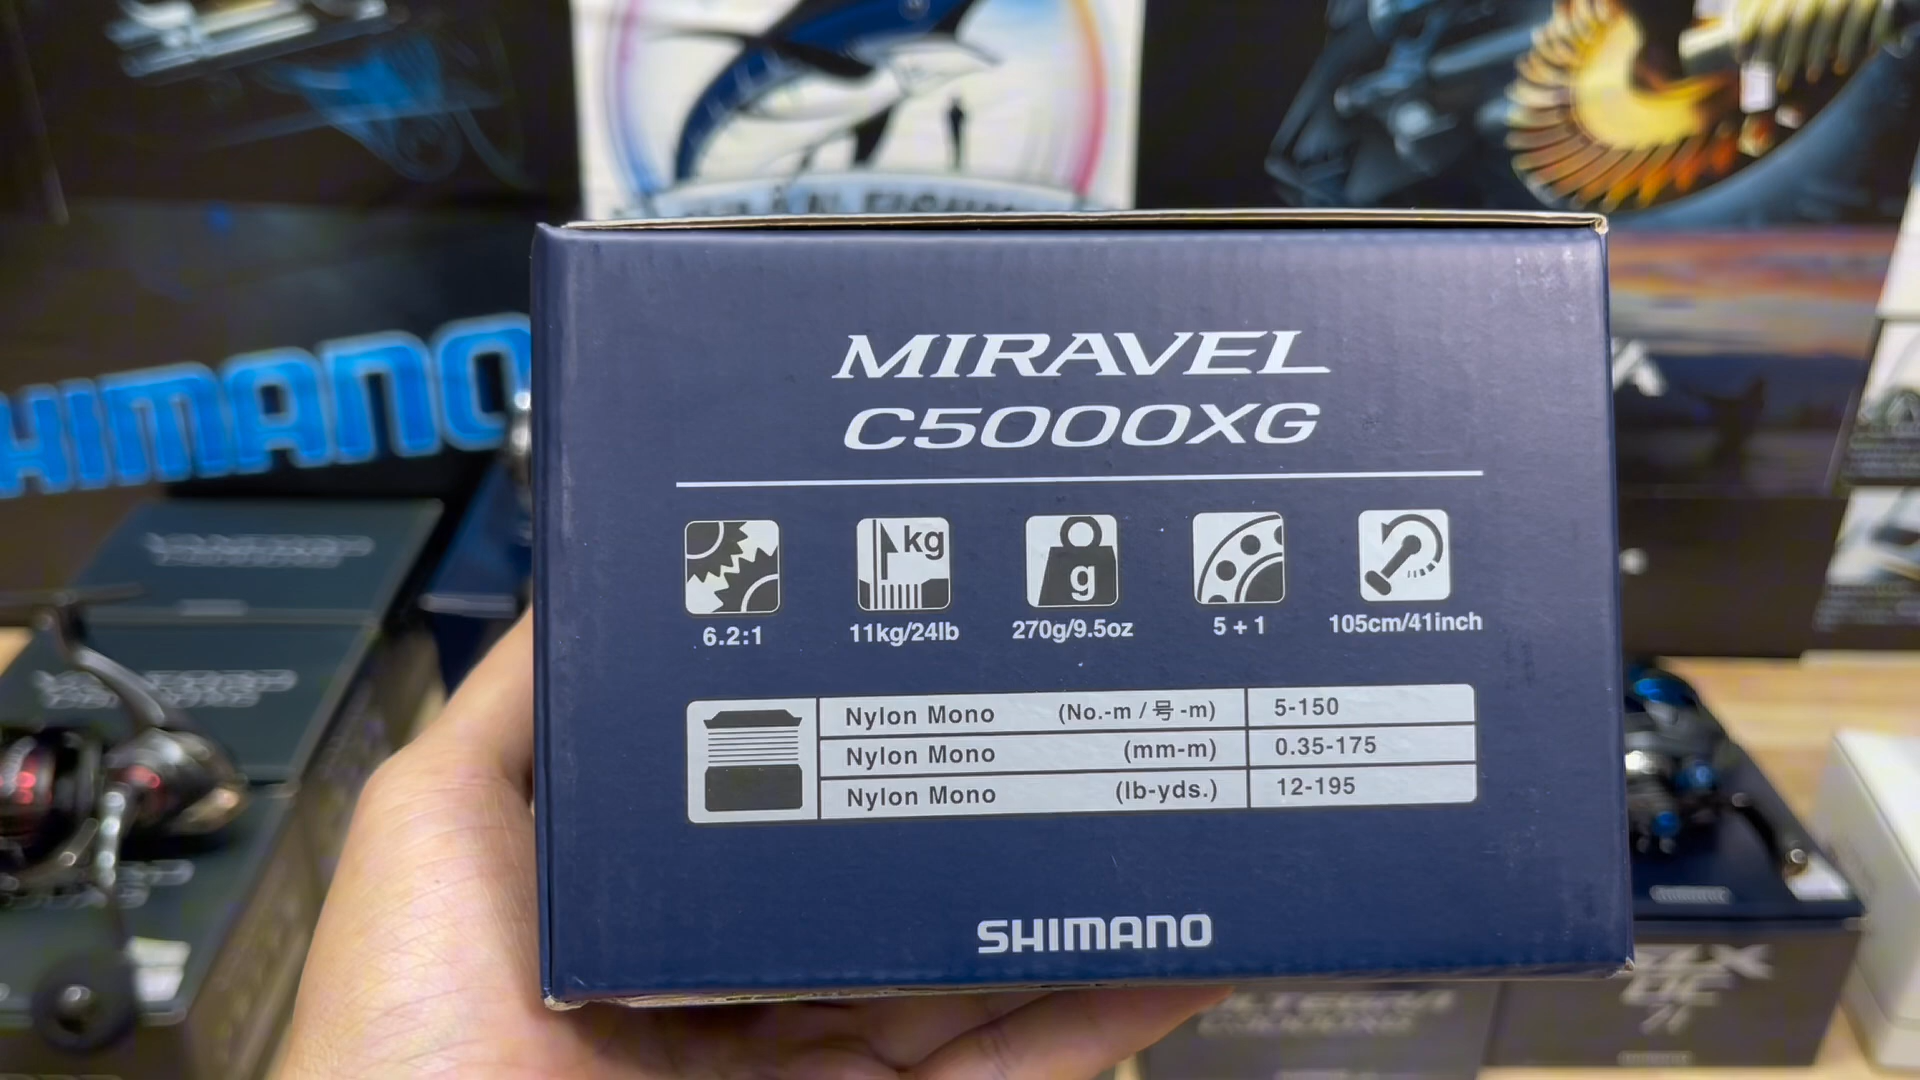 MIRAVEL
C5000XG
kg
g
6.2:1
11kg/24lb
270g/9.5oz
5 + 1
105cm/41inch
Nylon Mono (No.-m / 号 -m) 5-150
Nylon Mono (mm-m) 0.35-175
Nylon Mono (lb-yds.) 12-195
SHIMANO
HIMANO